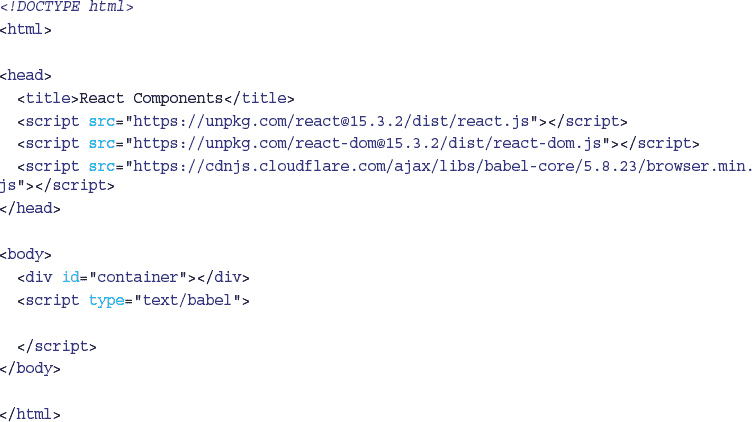 <!DOCTYPE html>
<html>

<head>
  <title>React Components</title>
  <script src="https://unpkg.com/react@15.3.2/dist/react.js"></script>
  <script src="https://unpkg.com/react-dom@15.3.2/dist/react-dom.js"></script>
  <script src="https://cdnjs.cloudflare.com/ajax/libs/babel-core/5.8.23/browser.min.
js"></script>
</head>

<body>
  <div id="container"></div>
  <script type="text/babel">

  </script>
</body>

</html>